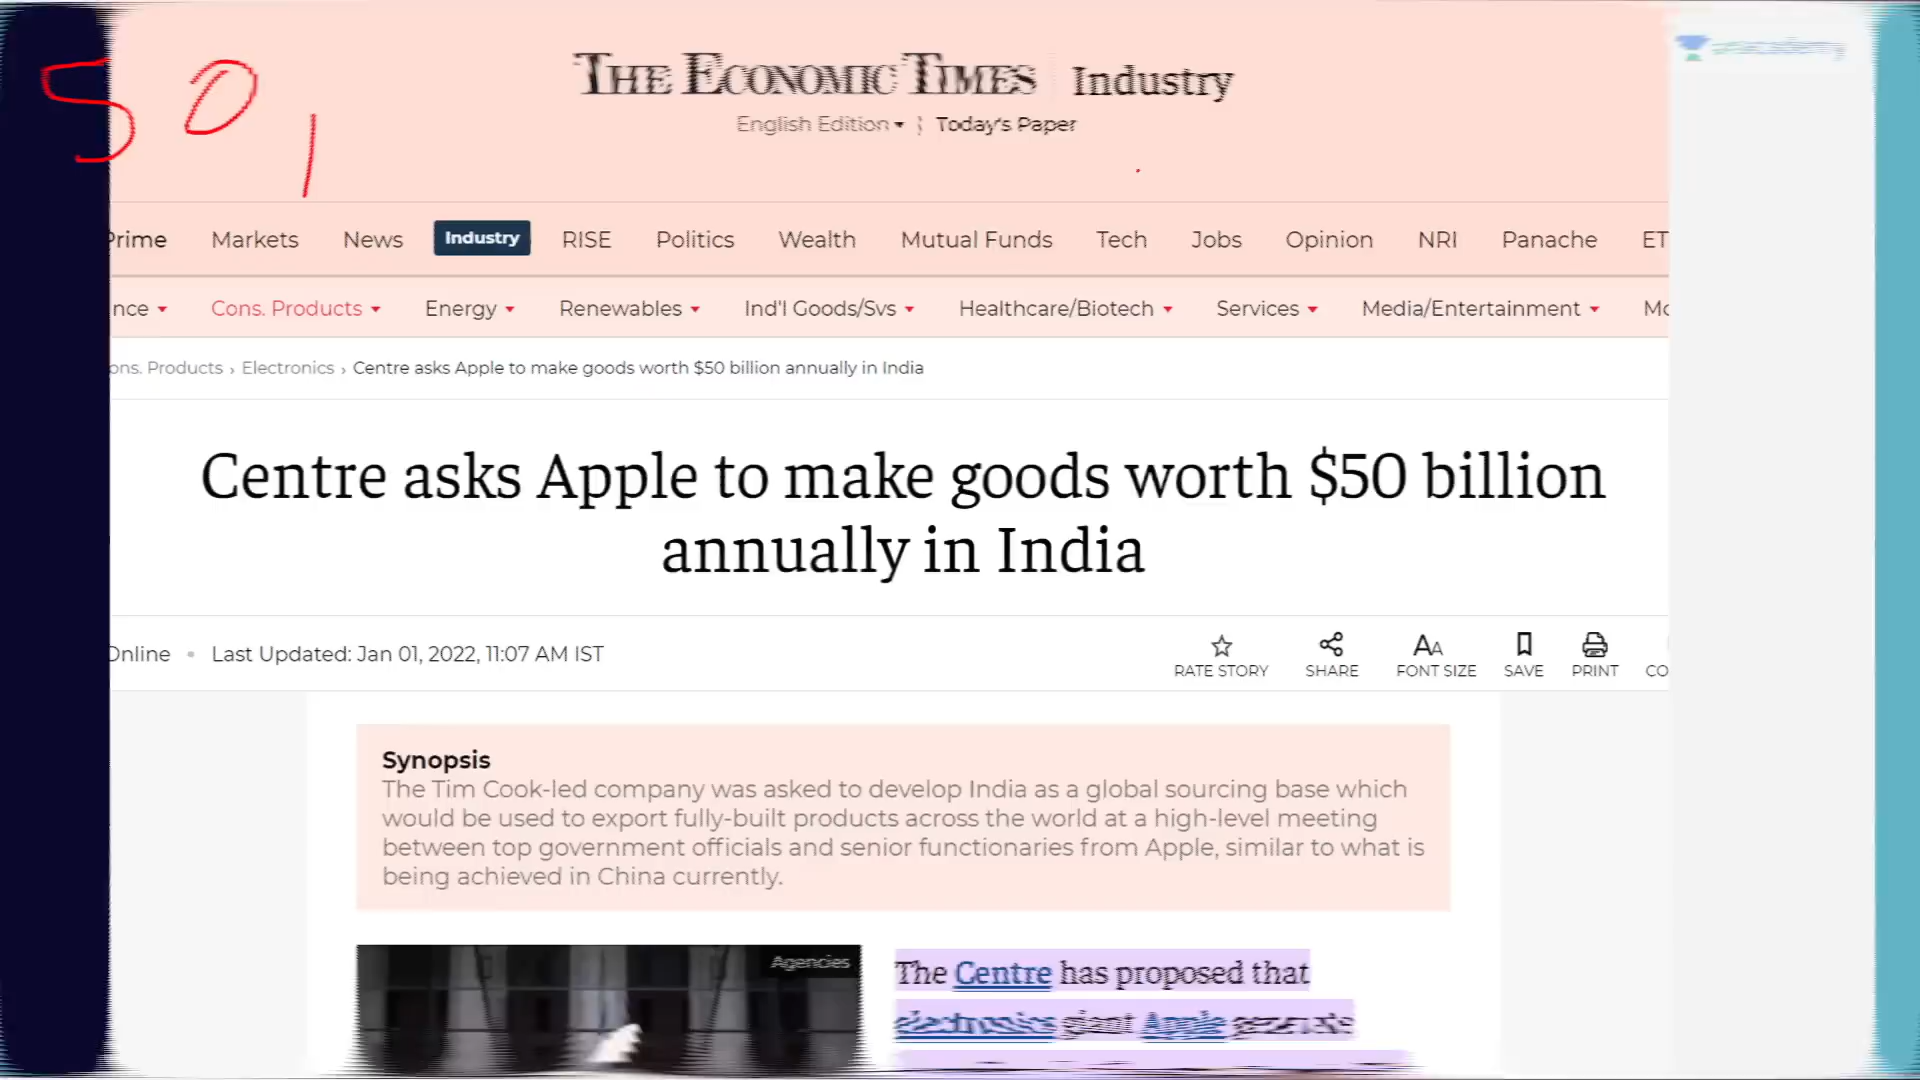 50,
THE ECONOMIC TIMES Industry
English Edition Today's Paper
Prime Markets News Industry RISE Politics Wealth Mutual Funds Tech Jobs Opinion NRI Panache ET
nce Cons. Products Energy Renewables Ind'l Goods/Svs Healthcare/Biotech Services Media/Entertainment Mo
ons. Products › Electronics › Centre asks Apple to make goods worth $50 billion annually in India
Centre asks Apple to make goods worth $50 billion
annually in India
Online • Last Updated: Jan 01, 2022, 11:07 AM IST
RATE STORY SHARE FONT SIZE SAVE PRINT CO
Synopsis
The Tim Cook-led company was asked to develop India as a global sourcing base which
would be used to export fully-built products across the world at a high-level meeting
between top government officials and senior functionaries from Apple, similar to what is
being achieved in China currently.
Agencies
The Centre has proposed that
electronics giant Apple generate